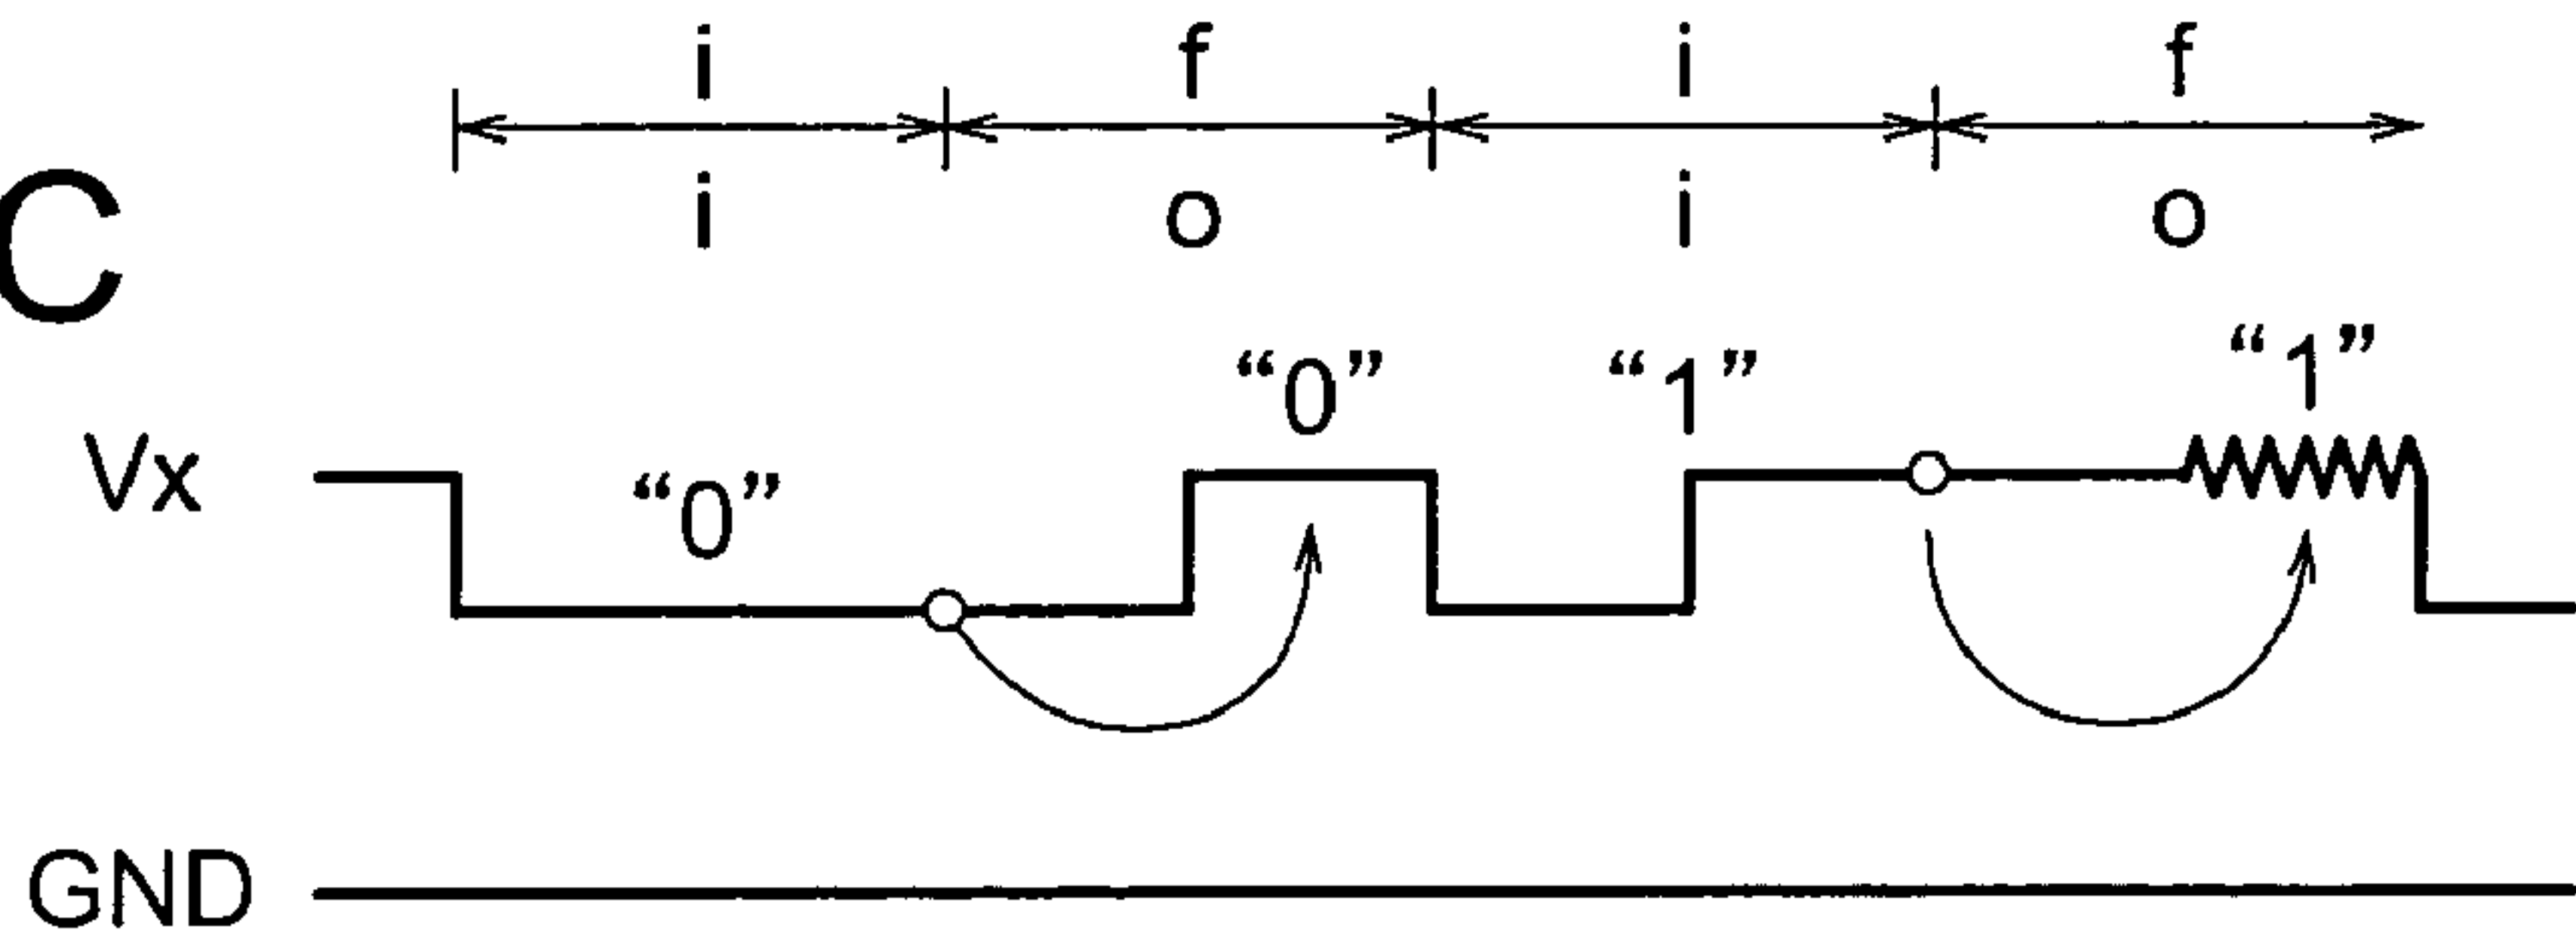 i f i f
C
i o i o
“0” “1” “1”
Vx
“0”
GND